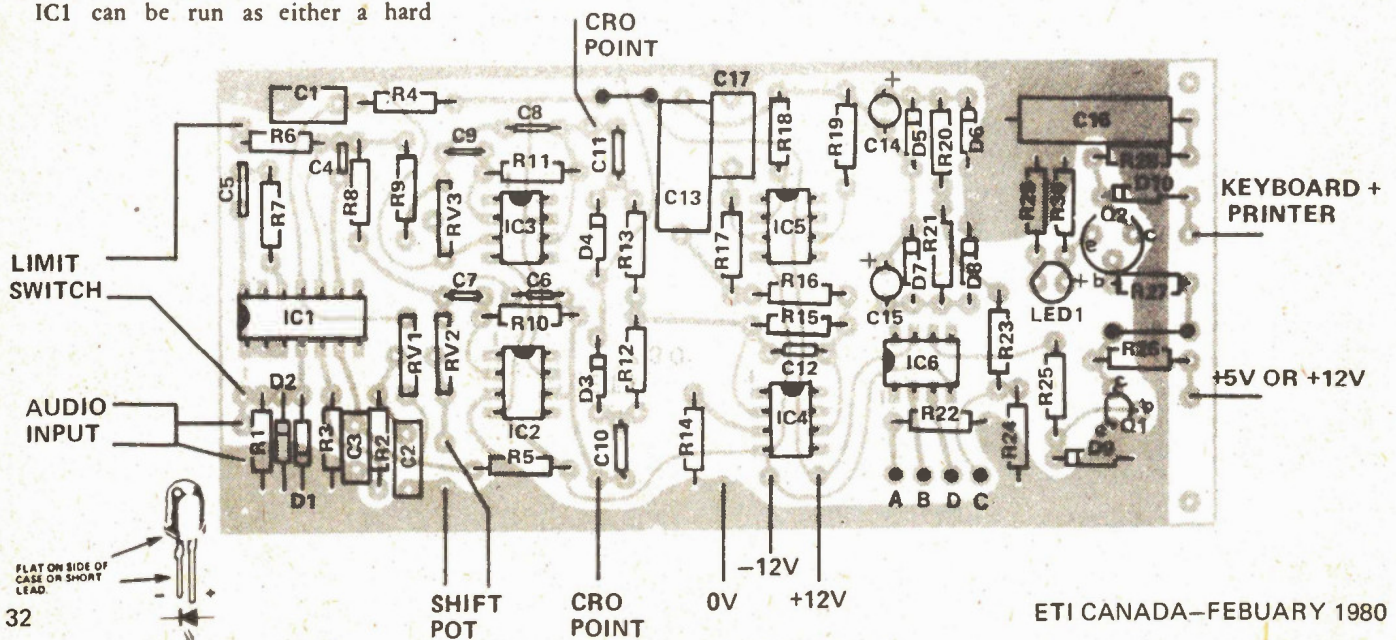 IC1 can be run as either a hard
CRO
POINT
C1
R4
C17
C14
R18
R19
D5
R20
D6
C16
R6
C4
C9
C8
C11
R11
R28
D10
C5
R7
R8
R9
RV3
IC3
C13
IC5
R29
R30
Q2
KEYBOARD +
PRINTER
D4
R13
R17
R21
e
c
LIMIT
SWITCH
C7
C6
R16
D7
D8
+b
R27
IC1
R10
R15
C15
LED1
RV1
RV2
R12
C12
IC6
R23
R26
D2
D3
R25
+5V OR +12V
AUDIO
INPUT
R1
R3
C3
R2
C2
IC2
IC4
R22
c
b
e
Q1
R5
C10
R14
R24
D9
D1
A B D C
FLAT ON SIDE OF
CASE OR SHORT
LEAD.
- +
SHIFT
POT
CRO
POINT
0V
-12V
+12V
32
ETI CANADA—FEBUARY 1980